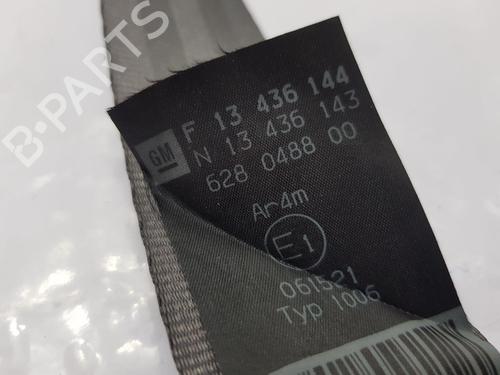 B-PARTS
F 13 436 144
GM
N 13 436 143
628 0488 00
Ar4m
E1
061521
Typ 1006